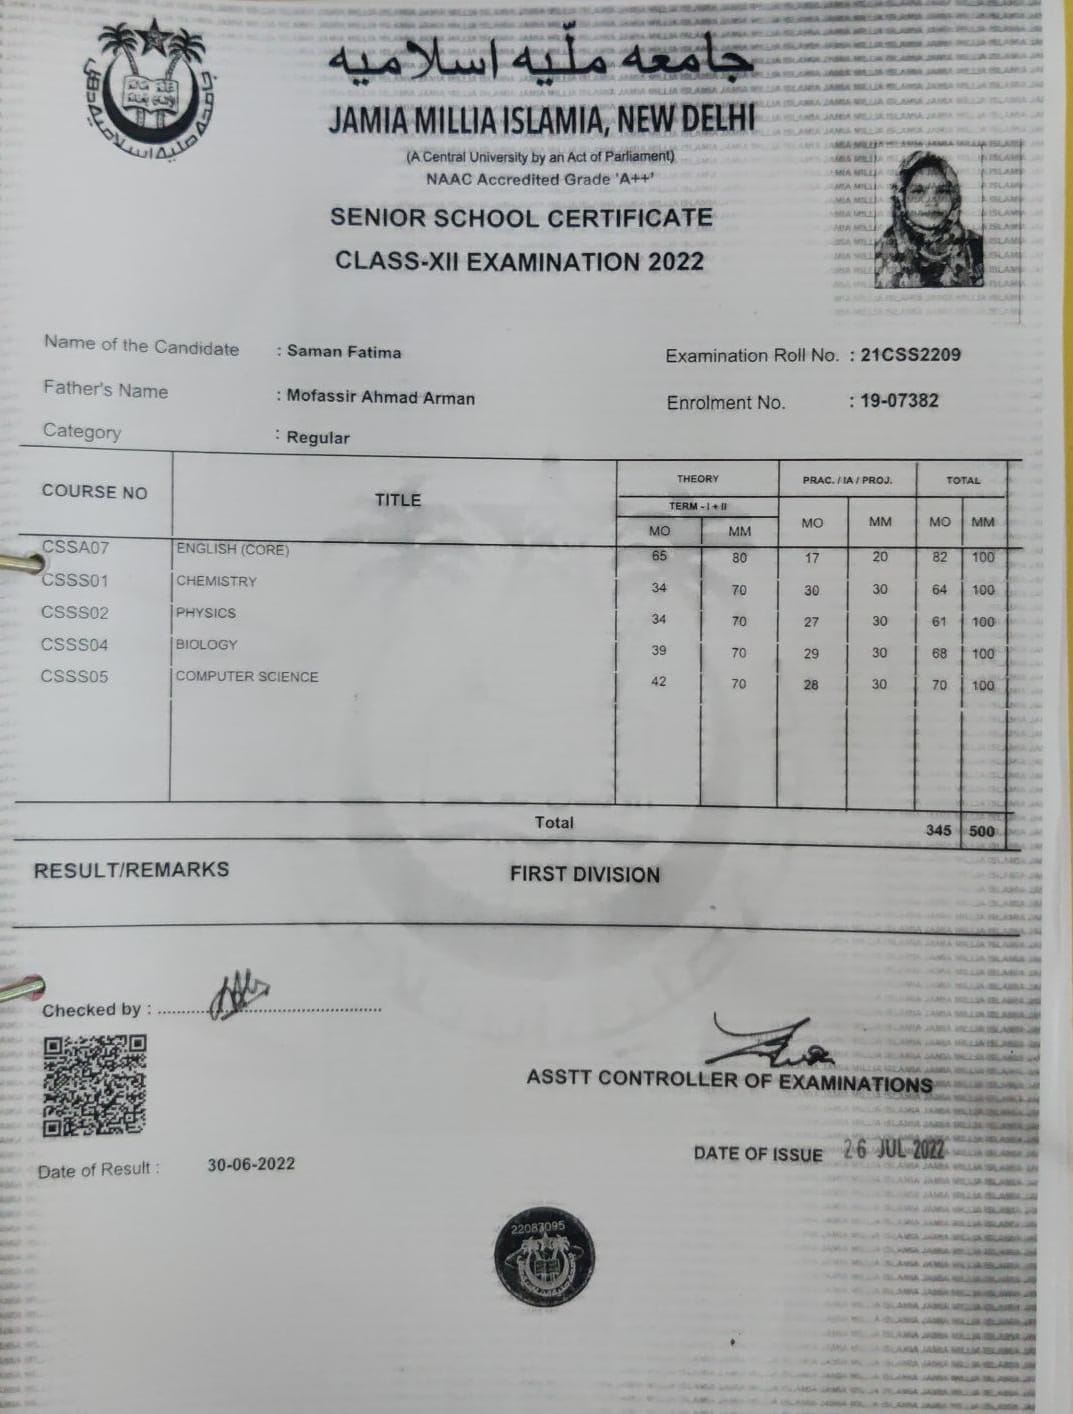 جامعه ملّيه اسلاميه
JAMIA MILLIA ISLAMIA, NEW DELHI
(A Central University by an Act of Parliament)
NAAC Accredited Grade 'A++'
SENIOR SCHOOL CERTIFICATE
CLASS-XII EXAMINATION 2022
Name of the Candidate : Saman Fatima Examination Roll No. : 21CSS2209
Father's Name : Mofassir Ahmad Arman Enrolment No. : 19-07382
Category : Regular
COURSE NO TITLE THEORY PRAC. / IA / PROJ. TOTAL
TERM - I + II
MO MM MO MM MO MM
CSSA07 ENGLISH (CORE) 65 80 17 20 82 100
CSSS01 CHEMISTRY 34 70 30 30 64 100
CSSS02 PHYSICS 34 70 27 30 61 100
CSSS04 BIOLOGY 39 70 29 30 68 100
CSSS05 COMPUTER SCIENCE 42 70 28 30 70 100
Total 345 500
RESULT/REMARKS FIRST DIVISION
Checked by :
ASSTT CONTROLLER OF EXAMINATIONS
Date of Result : 30-06-2022 DATE OF ISSUE 26 JUL 2022
22083095